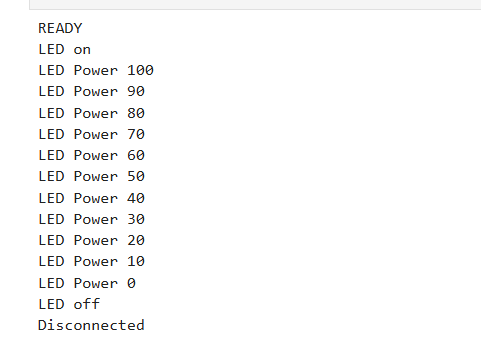 READY
LED on
LED Power 100
LED Power 90
LED Power 80
LED Power 70
LED Power 60
LED Power 50
LED Power 40
LED Power 30
LED Power 20
LED Power 10
LED Power 0
LED off
Disconnected